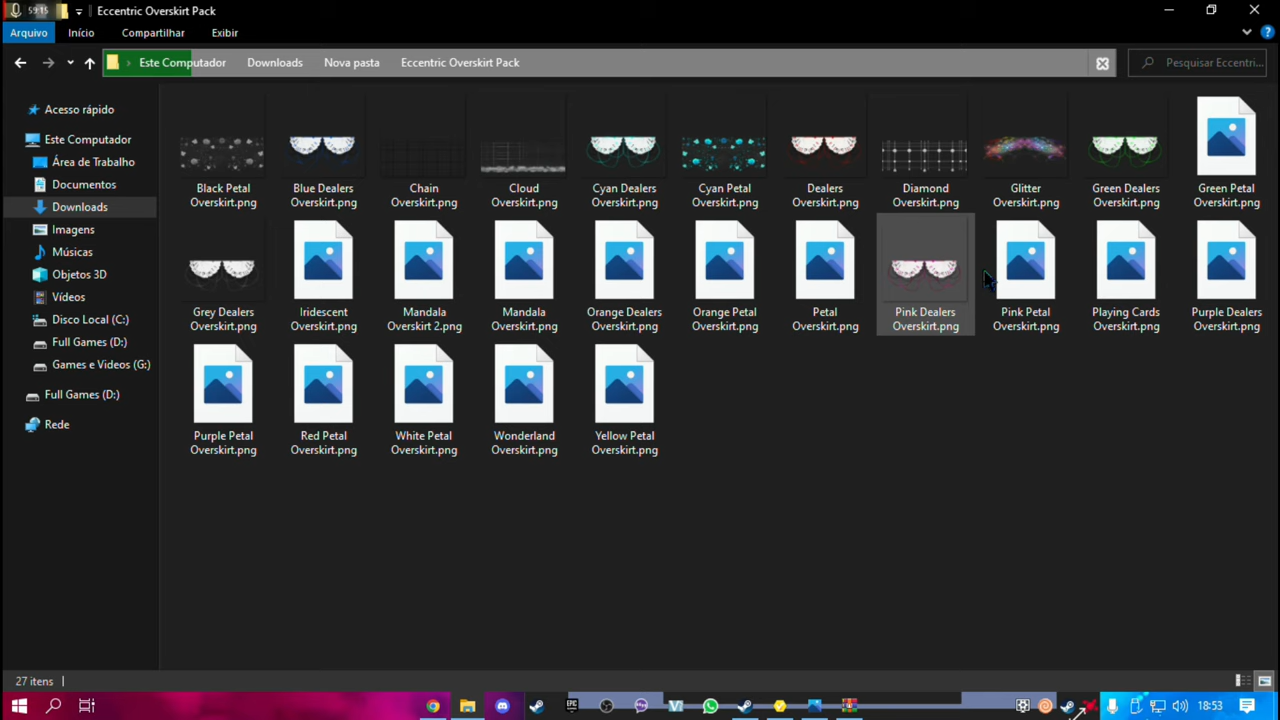 59:15
Eccentric Overskirt Pack
Arquivo Início Compartilhar Exibir
Este Computador Downloads Nova pasta Eccentric Overskirt Pack
Pesquisar Eccentri...
Acesso rápido
Este Computador
Área de Trabalho
Documentos
Downloads
Imagens
Músicas
Objetos 3D
Vídeos
Disco Local (C:)
Full Games (D:)
Games e Videos (G:)
Full Games (D:)
Rede
Black Petal Overskirt.png
Blue Dealers Overskirt.png
Chain Overskirt.png
Cloud Overskirt.png
Cyan Dealers Overskirt.png
Cyan Petal Overskirt.png
Dealers Overskirt.png
Diamond Overskirt.png
Glitter Overskirt.png
Green Dealers Overskirt.png
Green Petal Overskirt.png
Grey Dealers Overskirt.png
Iridescent Overskirt.png
Mandala Overskirt 2.png
Mandala Overskirt.png
Orange Dealers Overskirt.png
Orange Petal Overskirt.png
Petal Overskirt.png
Pink Dealers Overskirt.png
Pink Petal Overskirt.png
Playing Cards Overskirt.png
Purple Dealers Overskirt.png
Purple Petal Overskirt.png
Red Petal Overskirt.png
White Petal Overskirt.png
Wonderland Overskirt.png
Yellow Petal Overskirt.png
27 itens
18:53